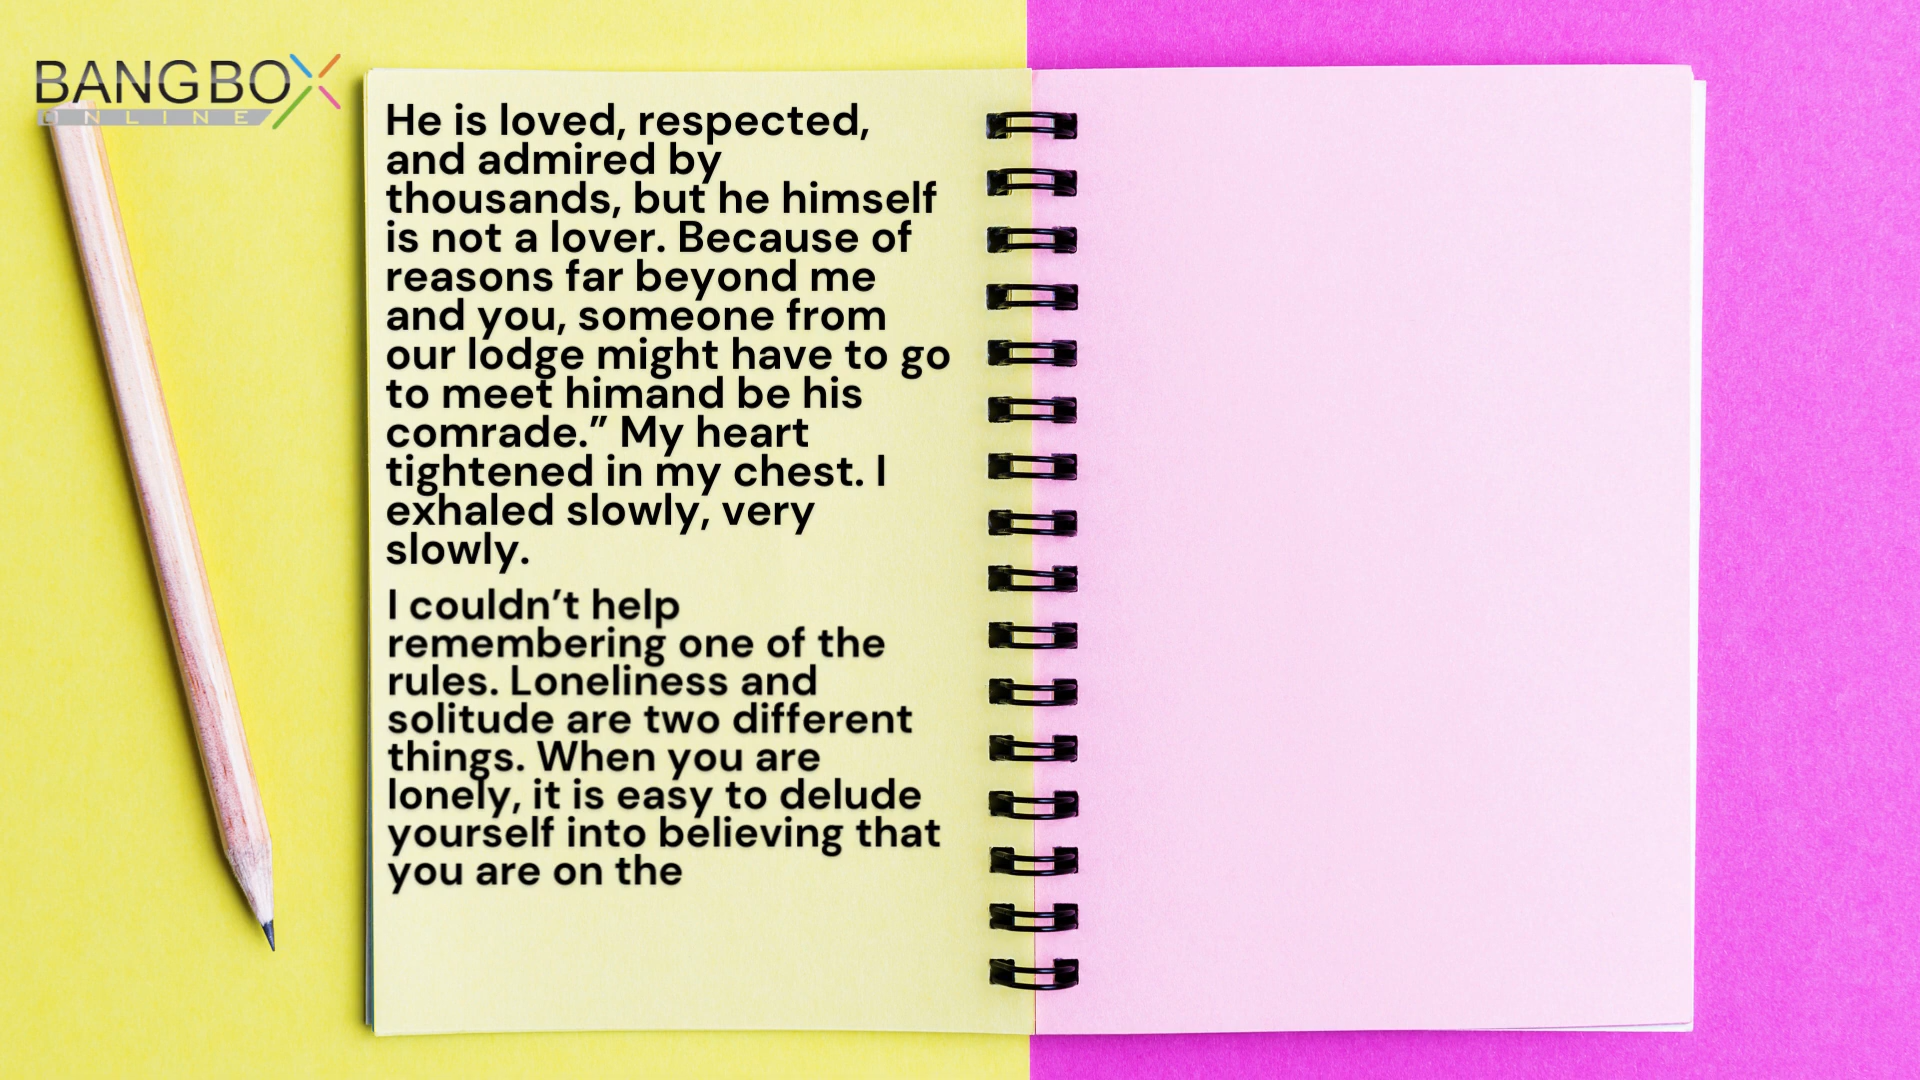 BANGBOX
ONLINE
He is loved, respected,
and admired by
thousands, but he himself
is not a lover. Because of
reasons far beyond me
and you, someone from
our lodge might have to go
to meet himand be his
comrade.” My heart
tightened in my chest. I
exhaled slowly, very
slowly.
I couldn’t help
remembering one of the
rules. Loneliness and
solitude are two different
things. When you are
lonely, it is easy to delude
yourself into believing that
you are on the